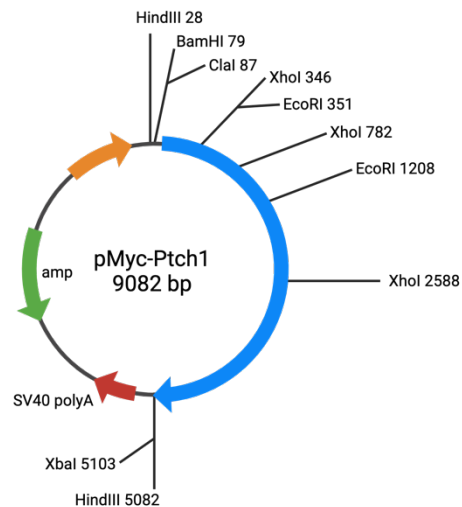 HindIII 28
BamHI 79
ClaI 87
XhoI 346
EcoRI 351
XhoI 782
EcoRI 1208
pMyc-Ptch1
9082 bp
amp
XhoI 2588
SV40 polyA
XbaI 5103
HindIII 5082